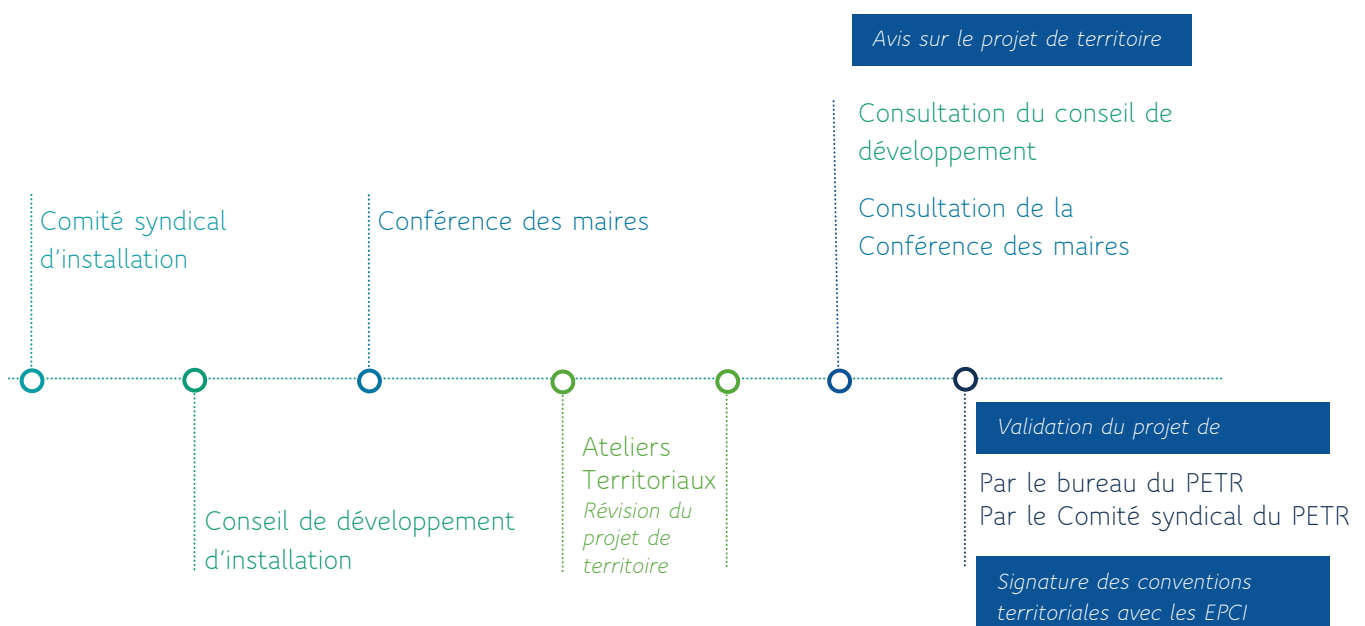 Avis sur le projet de territoire
Consultation du conseil de
développement
Consultation de la
Conférence des maires
Comité syndical
d'installation
Conférence des maires
Conseil de développement
d'installation
Ateliers
Territoriaux
Révision du
projet de
territoire
Validation du projet de
Par le bureau du PETR
Par le Comité syndical du PETR
Signature des conventions
territoriales avec les EPCI